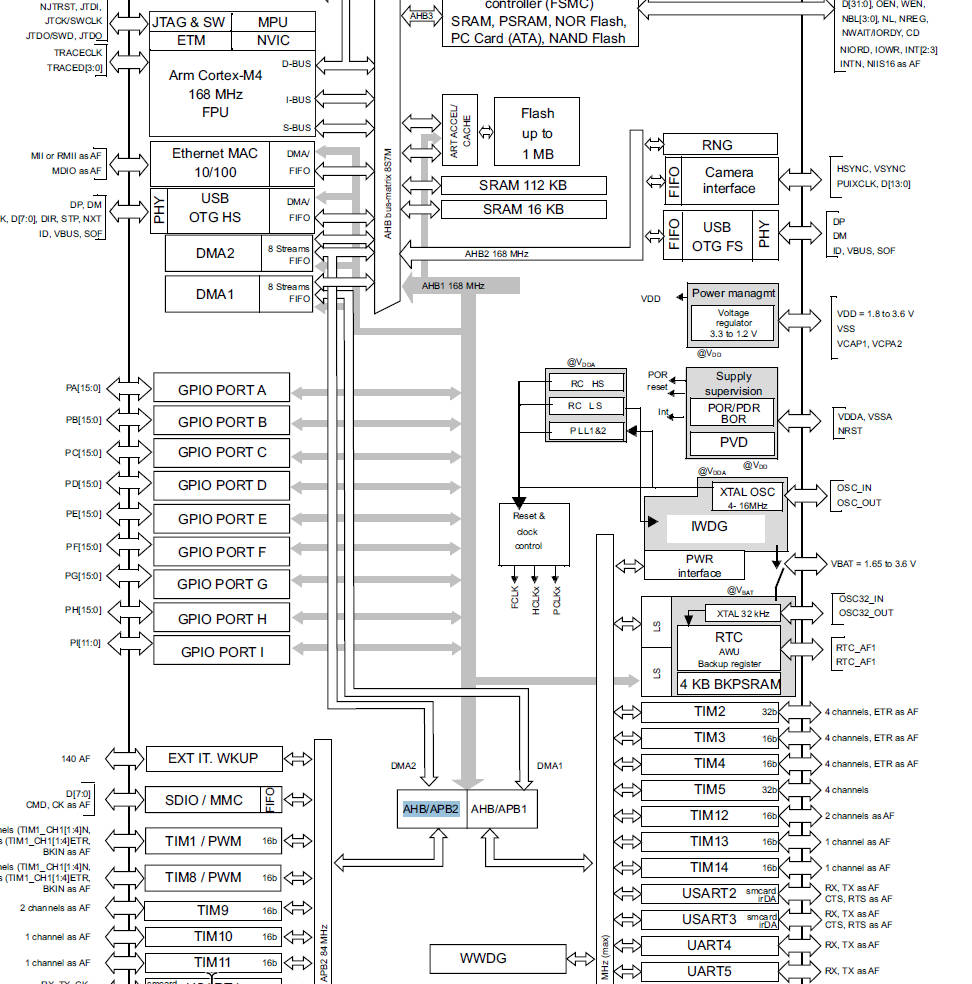 NJTRST, JTDI,
JTCK/SWCLK
JTDO/SWD, JTDO
TRACECLK
TRACED[3:0]
JTAG & SW
MPU
ETM
NVIC
Arm Cortex-M4
168 MHz
FPU
D-BUS
I-BUS
S-BUS
AHB3
controller (FSMC)
SRAM, PSRAM, NOR Flash,
PC Card (ATA), NAND Flash
D[31:0], OEN, WEN,
NBL[3:0], NL, NREG,
NWAIT/IORDY, CD
NIORD, IOWR, INT[2:3]
INTN, NIIS16 as AF
MII or RMII as AF
MDIO as AF
Ethernet MAC
10/100
DMA/
FIFO
DP, DM
K, D[7:0], DIR, STP, NXT
ID, VBUS, SOF
PHY
USB
OTG HS
DMA/
FIFO
DMA2
8 Streams
FIFO
DMA1
8 Streams
FIFO
AHB bus-matrix 8S7M
ART ACCEL/
CACHE
Flash
up to
1 MB
SRAM 112 KB
SRAM 16 KB
AHB2 168 MHz
AHB1 168 MHz
RNG
FIFO
Camera
interface
HSYNC, VSYNC
PUIXCLK, D[13:0]
FIFO
USB
OTG FS
PHY
DP
DM
ID, VBUS, SOF
VDD
Power managmt
Voltage
regulator
3.3 to 1.2 V
@VDD
VDD = 1.8 to 3.6 V
VSS
VCAP1, VCPA2
@VDDA
RC HS
RC LS
PLL1&2
POR
reset
Int
Supply
supervision
POR/PDR
BOR
PVD
VDDA, VSSA
NRST
@VDDA
@VDD
XTAL OSC
4- 16MHz
IWDG
OSC_IN
OSC_OUT
PWR
interface
VBAT = 1.65 to 3.6 V
@VBAT
Reset &
clock
control
FCLK
HCLKx
PCLKx
LS
LS
XTAL 32 kHz
RTC
AWU
Backup register
4 KB BKPSRAM
OSC32_IN
OSC32_OUT
RTC_AF1
RTC_AF1
PA[15:0]
GPIO PORT A
PB[15:0]
GPIO PORT B
PC[15:0]
GPIO PORT C
PD[15:0]
GPIO PORT D
PE[15:0]
GPIO PORT E
PF[15:0]
GPIO PORT F
PG[15:0]
GPIO PORT G
PH[15:0]
GPIO PORT H
PI[11:0]
GPIO PORT I
TIM2 32b
4 channels, ETR as AF
TIM3 16b
4 channels, ETR as AF
TIM4 16b
4 channels, ETR as AF
TIM5 32b
4 channels
TIM12 16b
2 channels as AF
TIM13 16b
1 channel as AF
TIM14 16b
1 channel as AF
USART2 smcard
irDA
RX, TX as AF
CTS, RTS as AF
USART3 smcard
irDA
RX, TX as AF
CTS, RTS as AF
UART4
RX, TX as AF
UART5
RX, TX as AF
DMA2
DMA1
AHB/APB2
AHB/APB1
140 AF
EXT IT. WKUP
D[7:0]
CMD, CK as AF
SDIO / MMC
FIFO
nels (TIM1_CH1[1:4]N,
s (TIM1_CH1[1:4]ETR,
BKIN as AF
TIM1 / PWM 16b
nels (TIM1_CH1[1:4]N,
s (TIM1_CH1[1:4]ETR,
BKIN as AF
TIM8 / PWM 16b
2 channels as AF
TIM9 16b
1 channel as AF
TIM10 16b
1 channel as AF
TIM11 16b
smcard
APB2 84 MHz
WWDG
MHz (max)